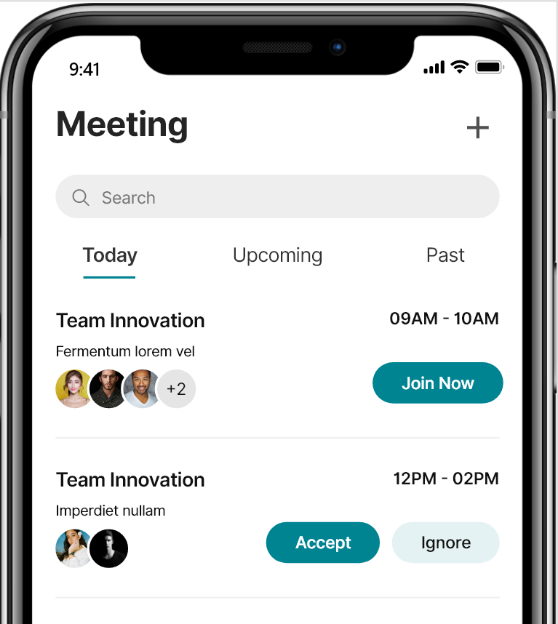 9:41
Meeting
Search
Today Upcoming Past
Team Innovation 09AM - 10AM
Fermentum lorem vel
+2 Join Now
Team Innovation 12PM - 02PM
Imperdiet nullam
Accept Ignore